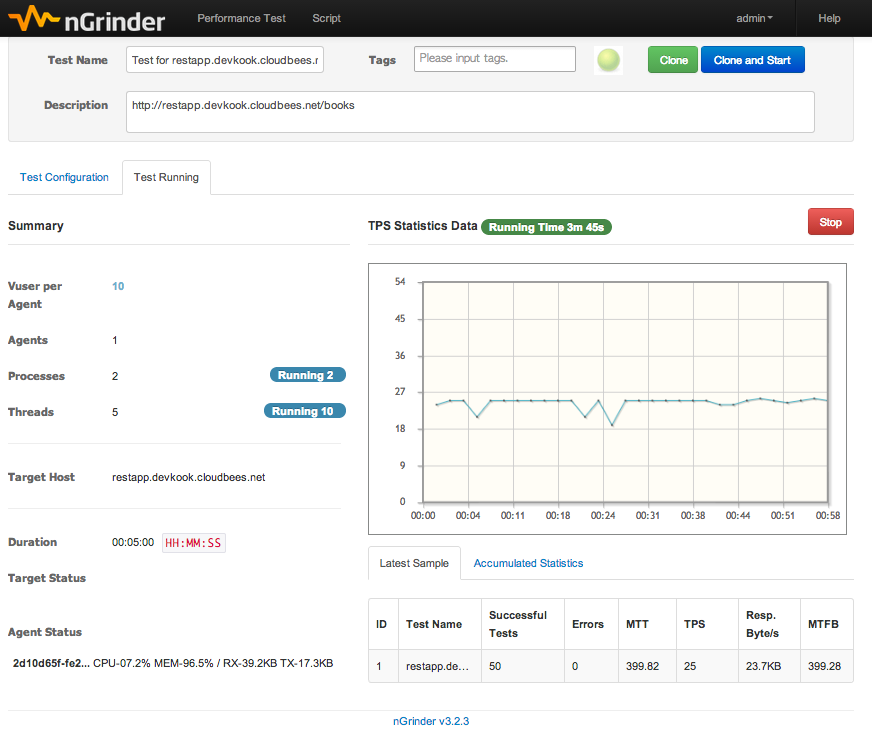 nGrinder Performance Test Script admin Help
Test Name Test for restapp.devkook.cloudbees.r Tags Please input tags. Clone Clone and Start
Description http://restapp.devkook.cloudbees.net/books
Test Configuration Test Running
Summary
Vuser per
Agent
10
Agents 1
Processes 2 Running 2
Threads 5 Running 10
Target Host restapp.devkook.cloudbees.net
Duration 00:05:00 HH:MM:SS
Target Status
Agent Status
2d10d65f-fe2... CPU-07.2% MEM-96.5% / RX-39.2KB TX-17.3KB
TPS Statistics Data Running Time 3m 45s Stop
54
45
36
27
18
9
0
00:00 00:04 00:11 00:18 00:24 00:31 00:38 00:44 00:51 00:58
Latest Sample Accumulated Statistics
ID Test Name Successful Tests Errors MTT TPS Resp. Byte/s MTFB
1 restapp.de... 50 0 399.82 25 23.7KB 399.28
nGrinder v3.2.3